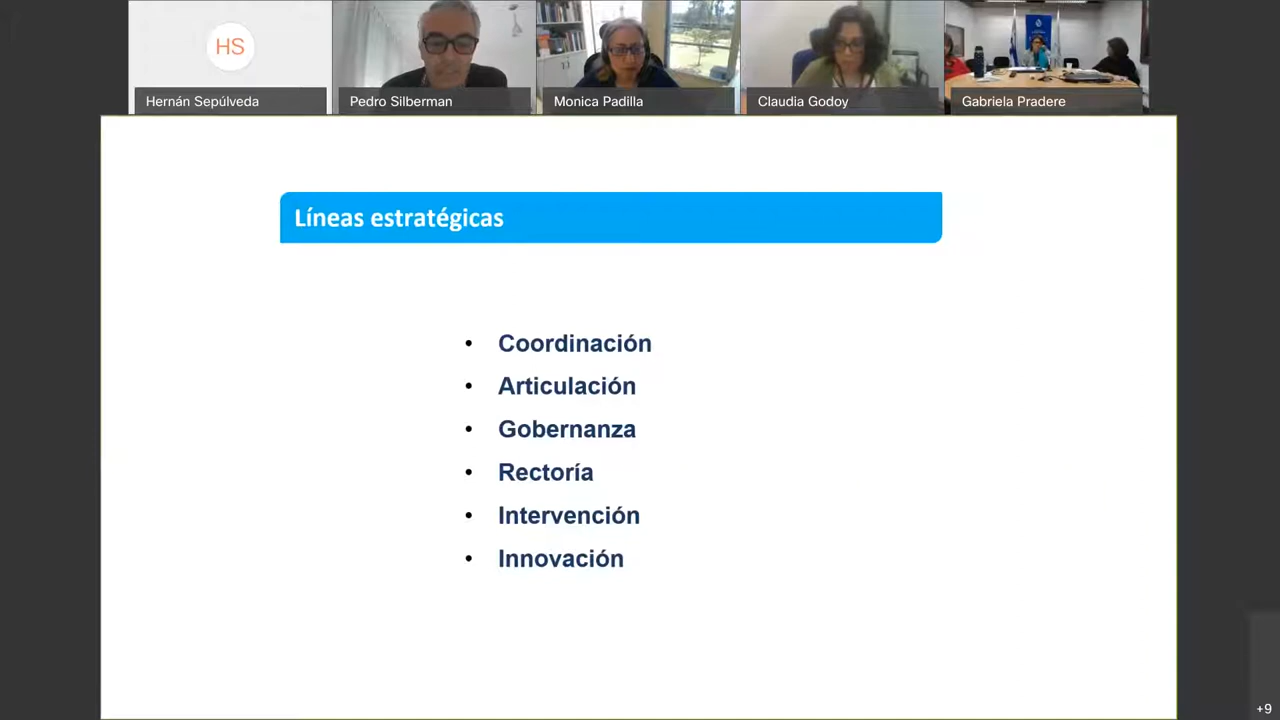 HS
Hernán Sepúlveda
Pedro Silberman
Monica Padilla
Claudia Godoy
Gabriela Pradere
Líneas estratégicas
• Coordinación
• Articulación
• Gobernanza
• Rectoría
• Intervención
• Innovación
+9